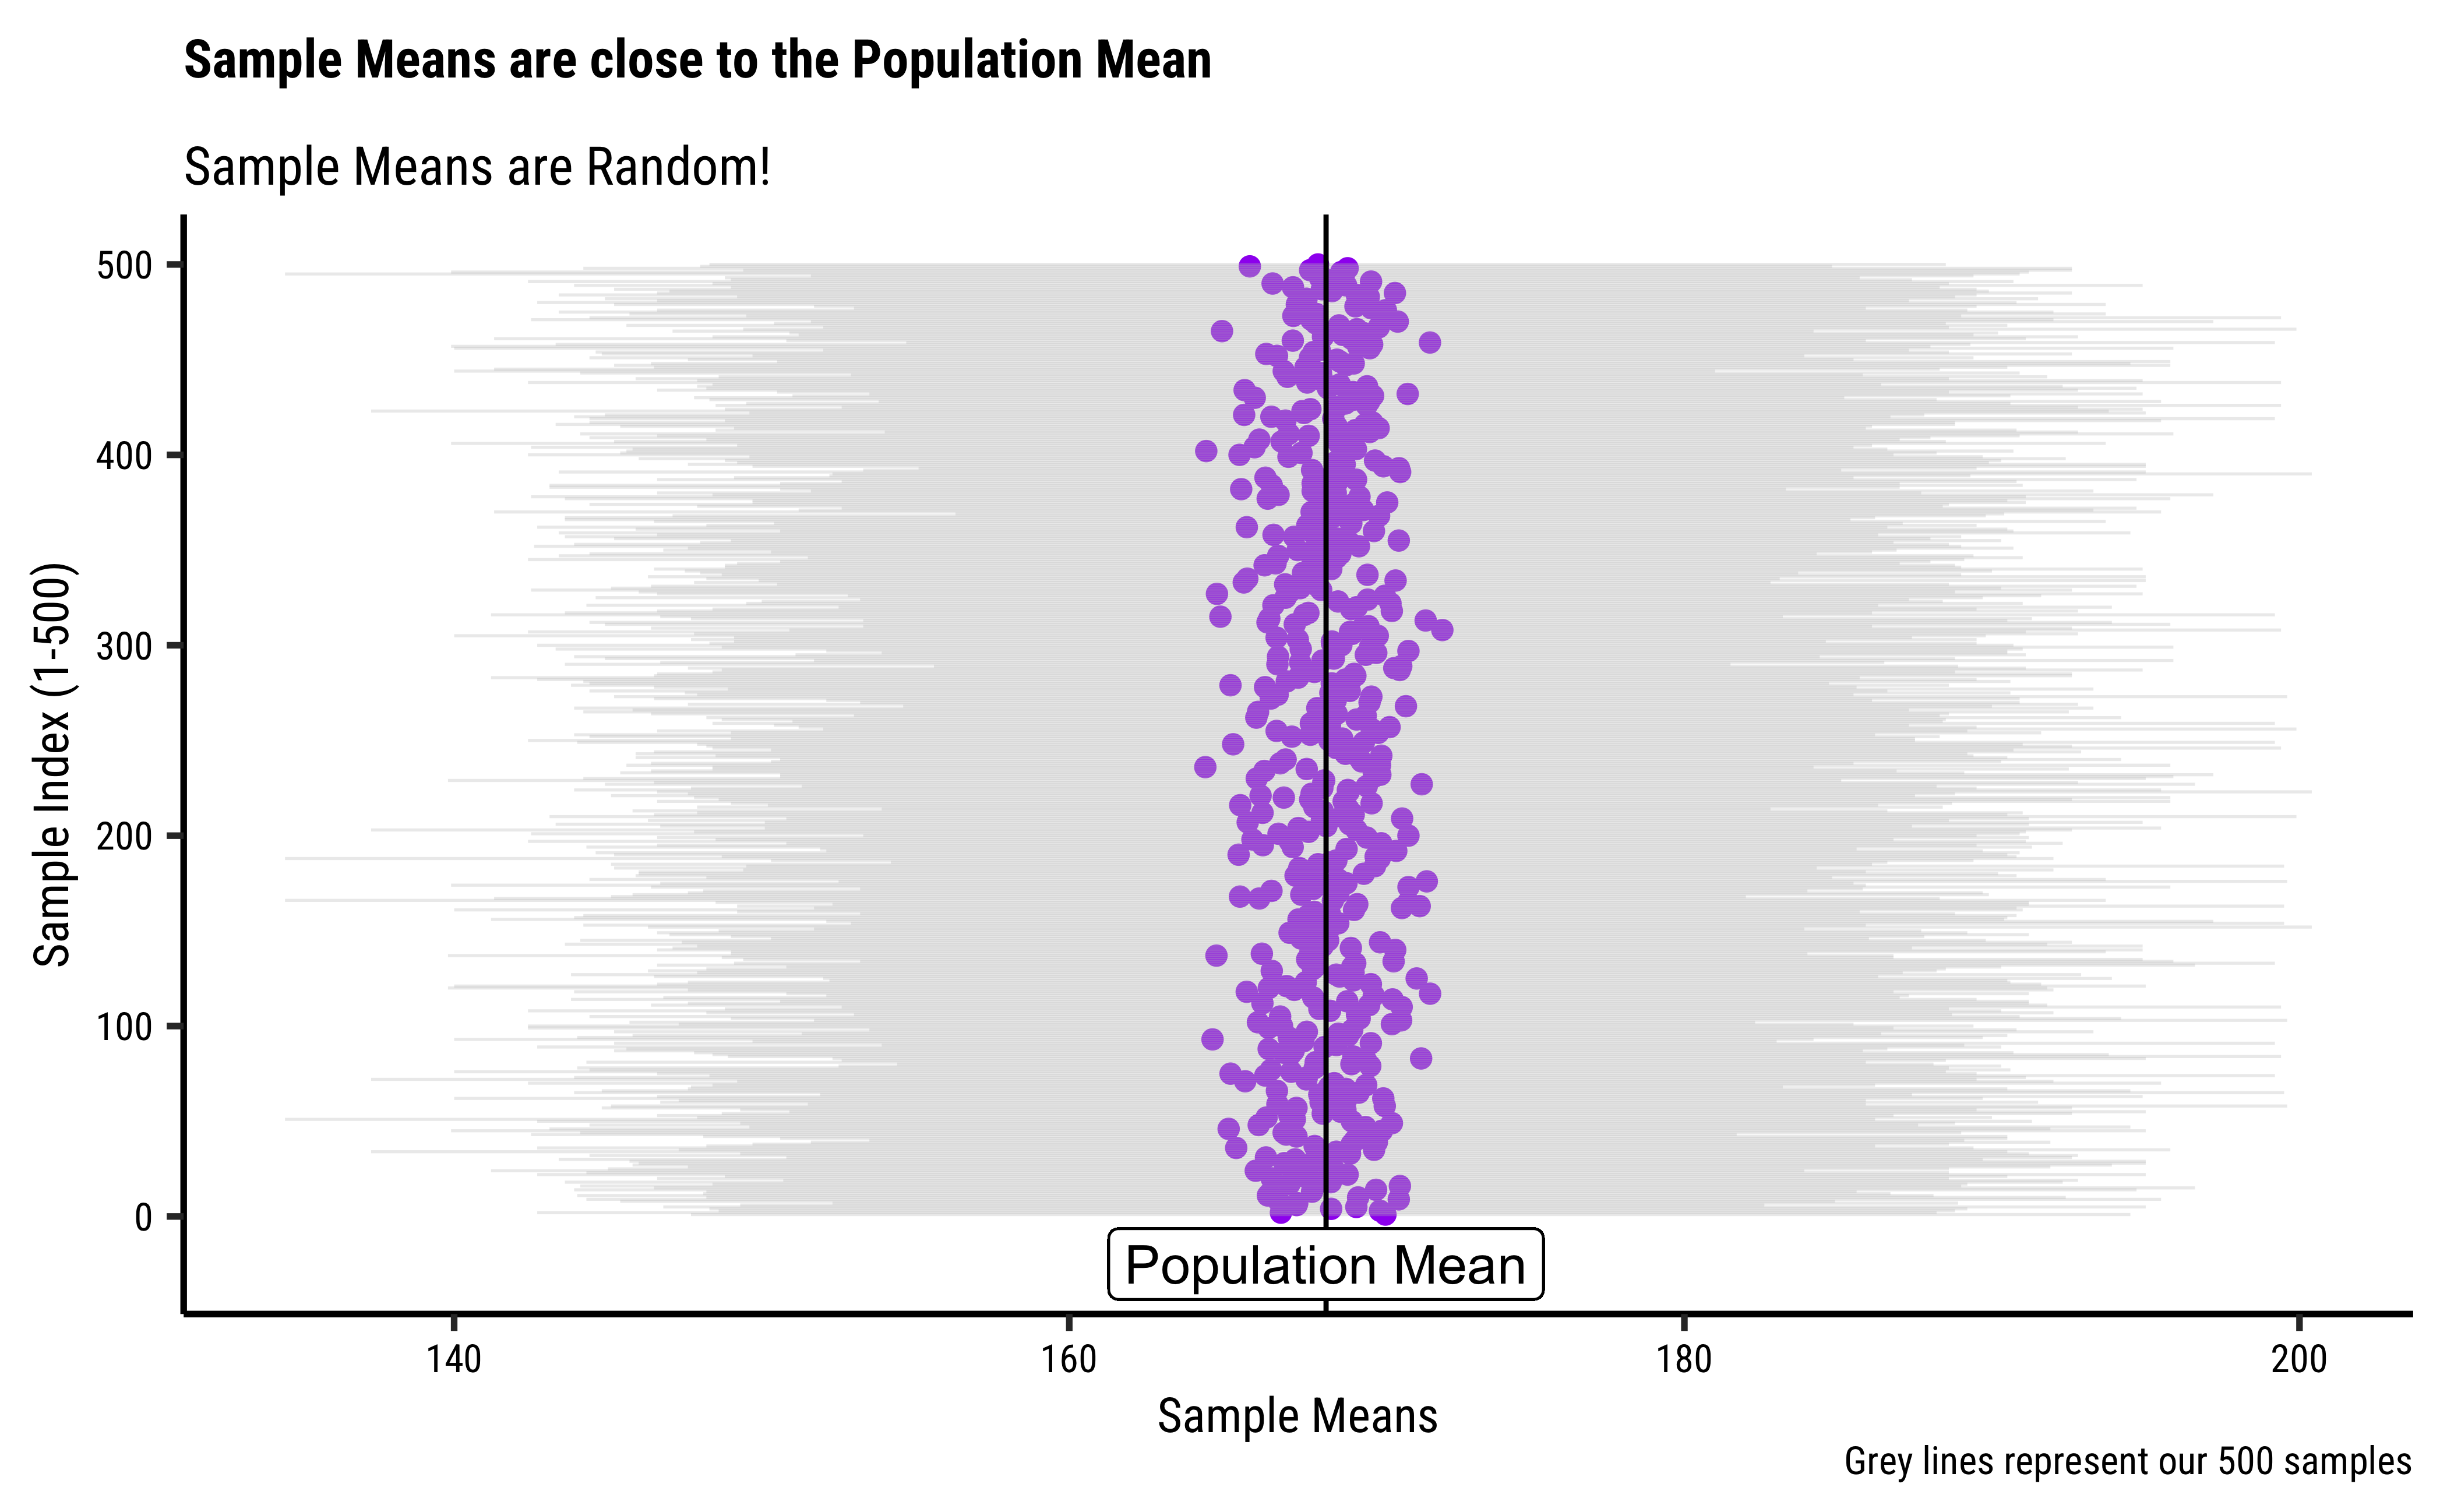 Sample Means are close to the Population Mean
Sample Means are Random!
Sample Index (1-500)
500
400
300
200
100
0
Population Mean
140 160 180 200
Sample Means
Grey lines represent our 500 samples